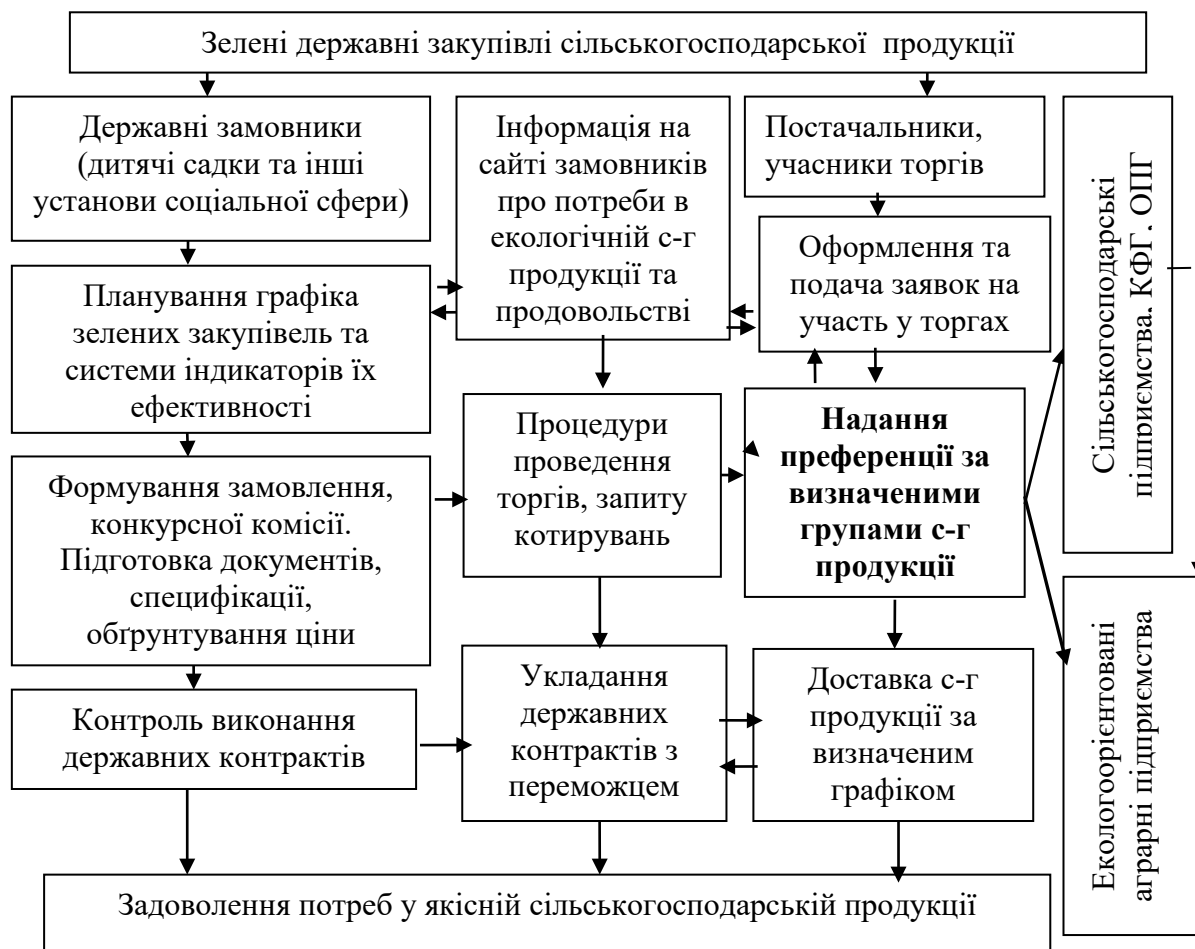 Зелені державні закупівлі сільськогосподарської продукції
Державні замовники
(дитячі садки та інші
установи соціальної сфери)
Інформація на
сайті замовників
про потреби в
екологічній с-г
продукції та
продовольстві
Постачальники,
учасники торгів
Сільськогосподарські
підприємства. КФГ. ОПГ
Оформлення та
подача заявок на
участь у торгах
Планування графіка
зелених закупівель та
системи індикаторів їх
ефективності
Процедури
проведення
торгів, запиту
котирувань
Надання
преференції за
визначеними
групами с-г
продукції
Формування замовлення,
конкурсної комісії.
Підготовка документів,
специфікації,
обґрунтування ціни
Екологоорієнтовані
аграрні підприємства
Контроль виконання
державних контрактів
Укладання
державних
контрактів з
переможцем
Доставка с-г
продукції за
визначеним
графіком
Задоволення потреб у якісній сільськогосподарській продукції